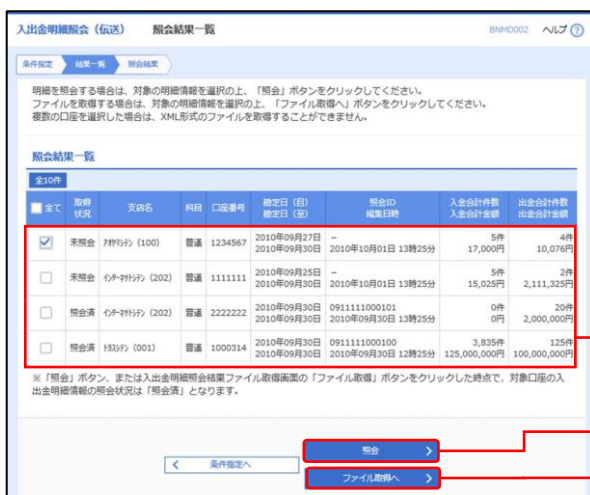 入出金明細照会（伝送） 照会結果一覧 BNMD002 ヘルプ ?
条件指定 結果一覧 照会結果
明細を照会する場合は、対象の明細情報を選択の上、「照会」ボタンをクリックしてください。
ファイルを取得する場合は、対象の明細情報を選択の上、「ファイル取得へ」ボタンをクリックしてください。
複数の口座を選択した場合は、XML形式のファイルを取得することができません。
照会結果一覧
全10件
全て 取得状況 支店名 科目 口座番号 勘定日（自） 勘定日（至） 照会ID 編集日時 入金合計件数 入金合計金額 出金合計件数 出金合計金額
未照会 ｱｵﾔﾏｼﾃﾝ（100） 普通 1234567 2010年09月27日 2010年09月30日 － 2010年10月01日 13時25分 5件 17,000円 4件 10,076円
未照会 ｲﾝﾀｰﾈｯﾄｼﾃﾝ（202） 普通 1111111 2010年09月25日 2010年09月30日 － 2010年10月01日 13時25分 5件 15,025円 2件 2,111,325円
照会済 ｲﾝﾀｰﾈｯﾄｼﾃﾝ（202） 普通 2222222 2010年09月30日 2010年09月30日 0911111000101 2010年09月30日 13時25分 0件 0円 20件 2,000,000円
照会済 ﾄﾖｽｼﾃﾝ（001） 普通 1000314 2010年09月30日 2010年09月30日 0911111000100 2010年09月30日 12時25分 3,835件 125,000,000円 125件 100,000,000円
※「照会」ボタン、または入出金明細照会結果ファイル取得画面の「ファイル取得」ボタンをクリックした時点で、対象口座の入
出金明細情報の照会状況は「照会済」となります。
照会
条件指定へ
ファイル取得へ